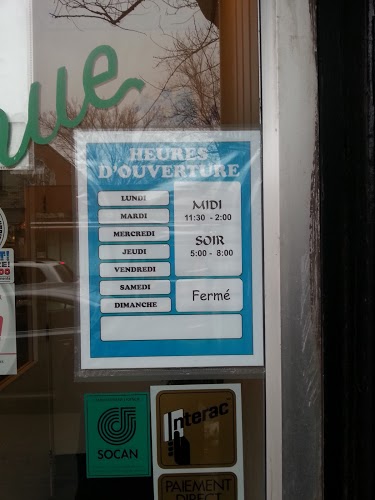 ue
HEURES
D'OUVERTURE
LUNDI
MARDI
MERCREDI
JEUDI
VENDREDI
SAMEDI
DIMANCHE
MIDI
11:30 - 2:00
SOIR
5:00 - 8:00
Fermé
SOCAN
Interac
PAIEMENT
DIRECT